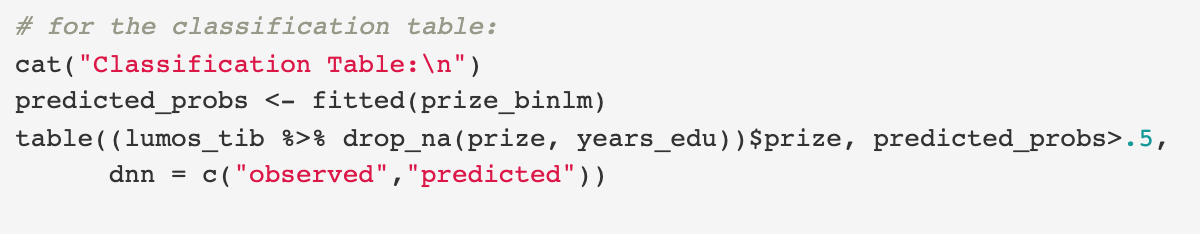 # for the classification table:
cat("Classification Table:\n")
predicted_probs <- fitted(prize_binlm)
table((lumos_tib %>% drop_na(prize, years_edu))$prize, predicted_probs>.5,
      dnn = c("observed","predicted"))